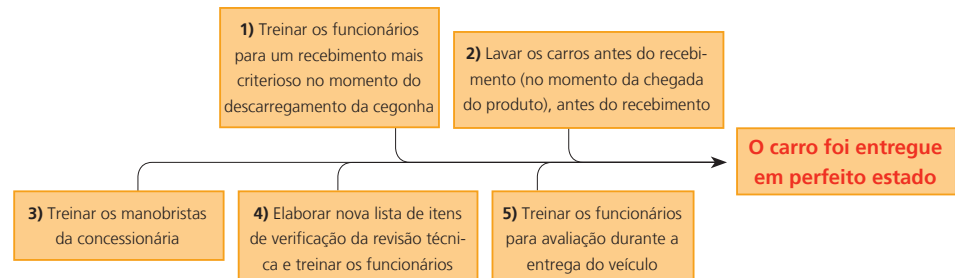 1) Treinar os funcionários
para um recebimento mais
criterioso no momento do
descarregamento da cegonha
2) Lavar os carros antes do recebi-
mento (no momento da chegada
do produto), antes do recebimento
O carro foi entregue
em perfeito estado
3) Treinar os manobristas
da concessionária
4) Elaborar nova lista de itens
de verificação da revisão técni-
ca e treinar os funcionários
5) Treinar os funcionários
para avaliação durante a
entrega do veículo